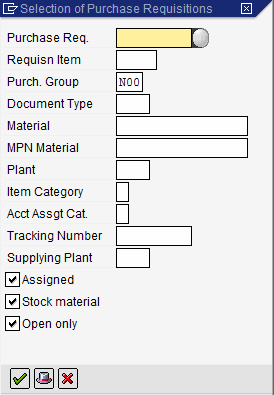 Selection of Purchase Requisitions
Purchase Req.
Requisn Item
Purch. Group N00
Document Type
Material
MPN Material
Plant
Item Category
Acct Assgt Cat.
Tracking Number
Supplying Plant
Assigned
Stock material
Open only